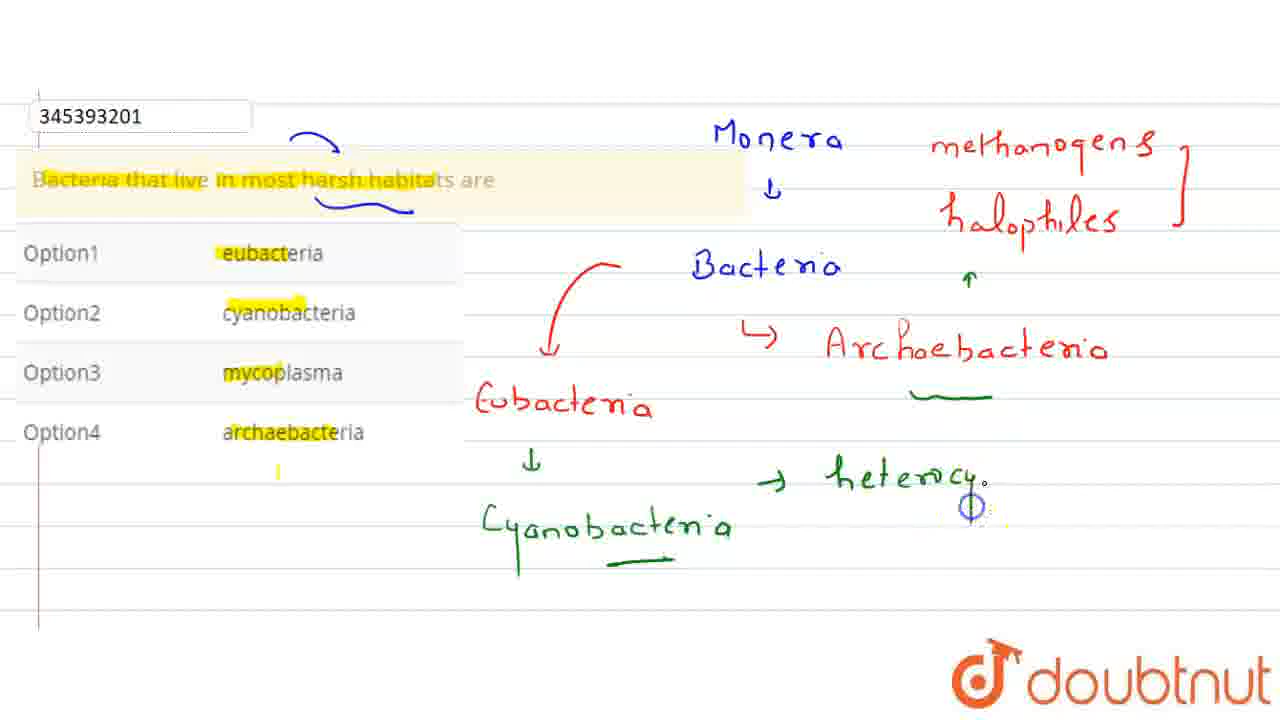 345393201
Bacteria that live in most harsh habitats are
Option1 eubacteria
Option2 cyanobacteria
Option3 mycoplasma
Option4 archaebacteria
Monera
methanogens
halophiles
Bacteria
Archaebacteria
Eubacteria
heterocy
Cyanobacteria
doubtnut